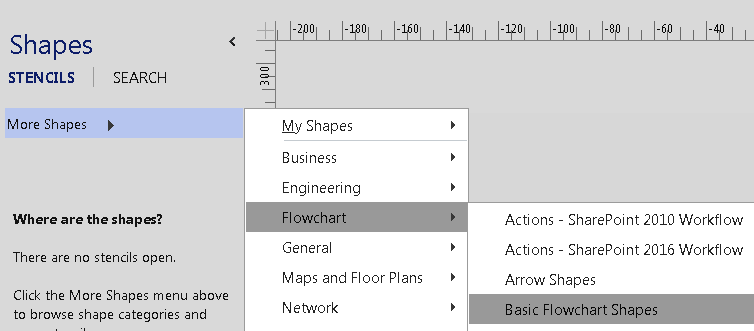 -200 -180 -160 -140 -120 -100 -80 -60 -40
Shapes
STENCILS SEARCH
300
More Shapes
My Shapes
Business
Engineering
Flowchart
General
Maps and Floor Plans
Network
Actions - SharePoint 2010 Workflow
Actions - SharePoint 2016 Workflow
Arrow Shapes
Basic Flowchart Shapes
Where are the shapes?
There are no stencils open.
Click the More Shapes menu above
to browse shape categories and